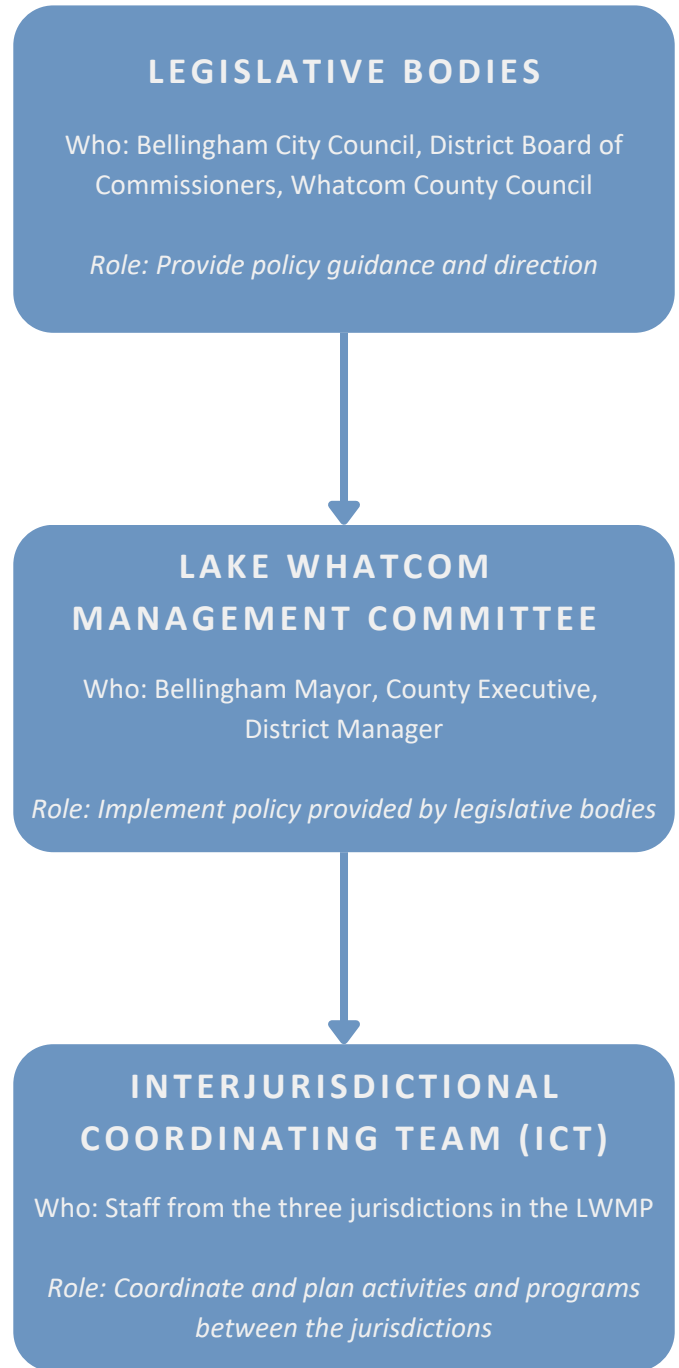 LEGISLATIVE BODIES
Who: Bellingham City Council, District Board of
Commissioners, Whatcom County Council
Role: Provide policy guidance and direction
LAKE WHATCOM
MANAGEMENT COMMITTEE
Who: Bellingham Mayor, County Executive,
District Manager
Role: Implement policy provided by legislative bodies
INTERJURISDICTIONAL
COORDINATING TEAM (ICT)
Who: Staff from the three jurisdictions in the LWMP
Role: Coordinate and plan activities and programs
between the jurisdictions